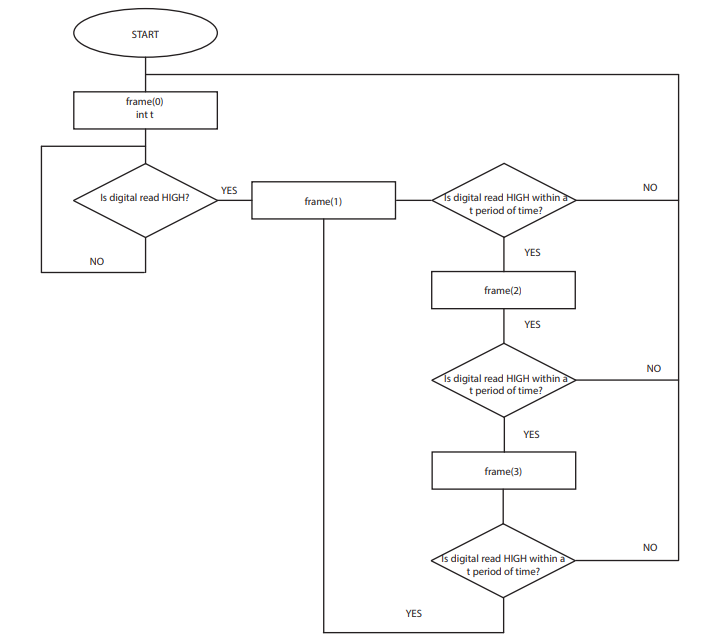 START
frame(0)
int t
Is digital read HIGH?
YES
NO
frame(1)
Is digital read HIGH within a
t period of time?
NO
YES
frame(2)
YES
Is digital read HIGH within a
t period of time?
NO
YES
frame(3)
Is digital read HIGH within a
t period of time?
NO
YES